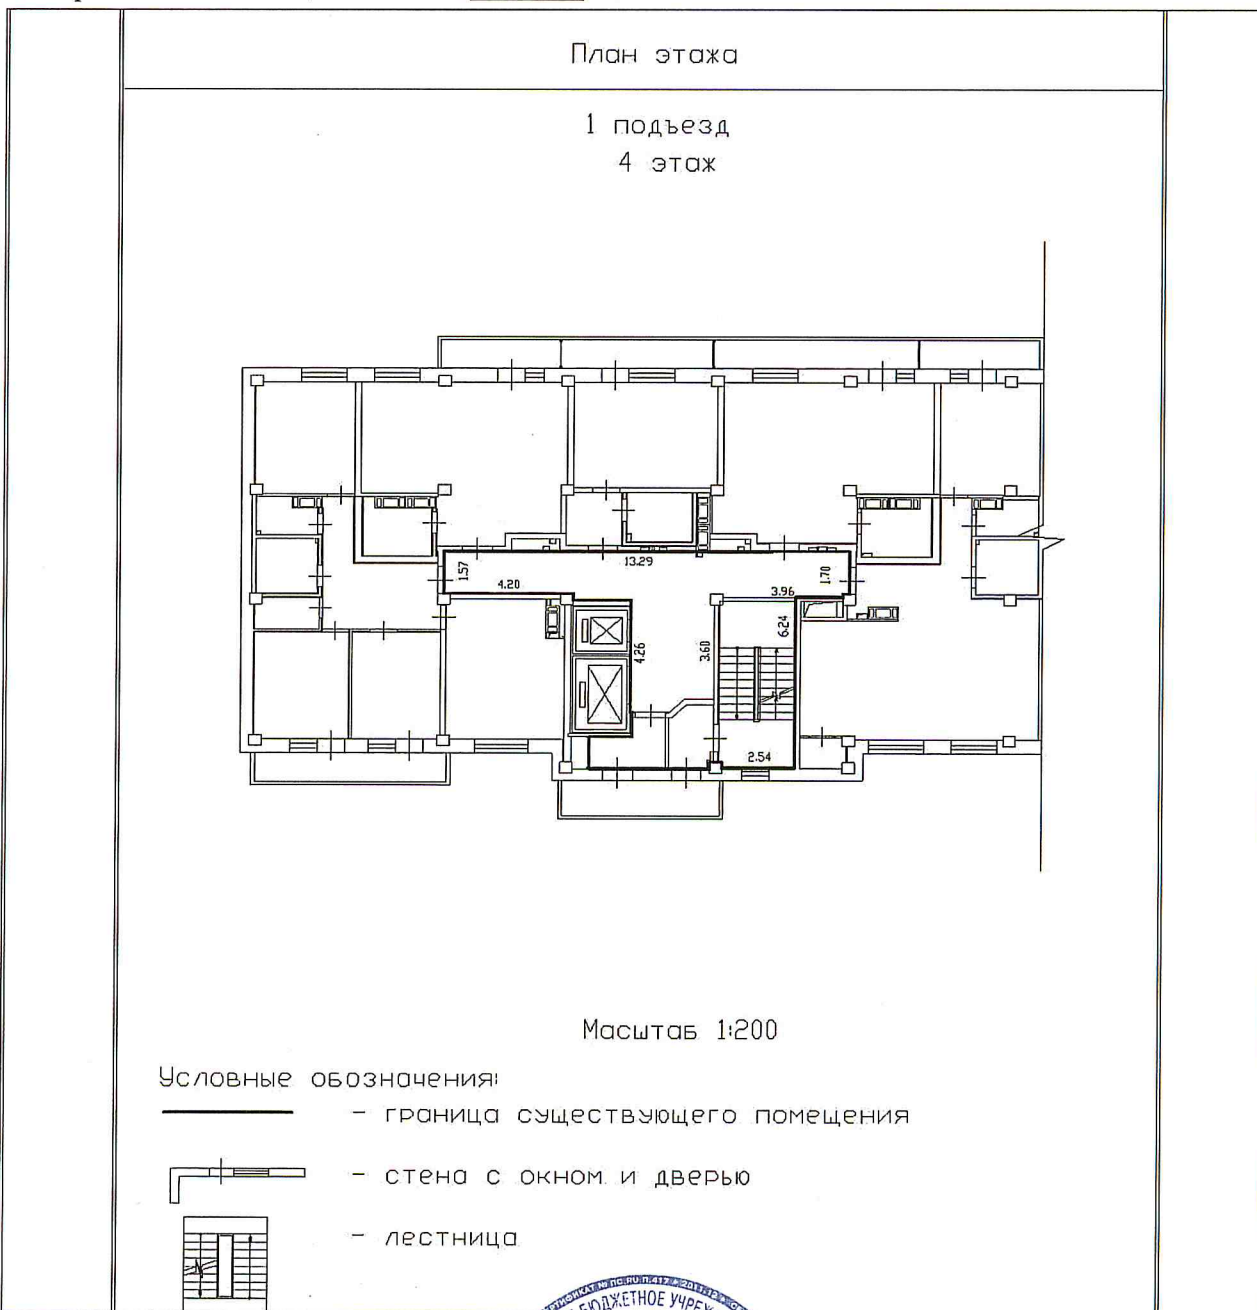 План этажа
1 подъезд
4 этаж
13.29
1.57
4.20
1.70
3.96
6.24
4.26
3.60
2.54
Масштаб 1:200
Условные обозначения:
- граница существующего помещения
- стена с окном и дверью
- лестница
БЮДЖЕТНОЕ